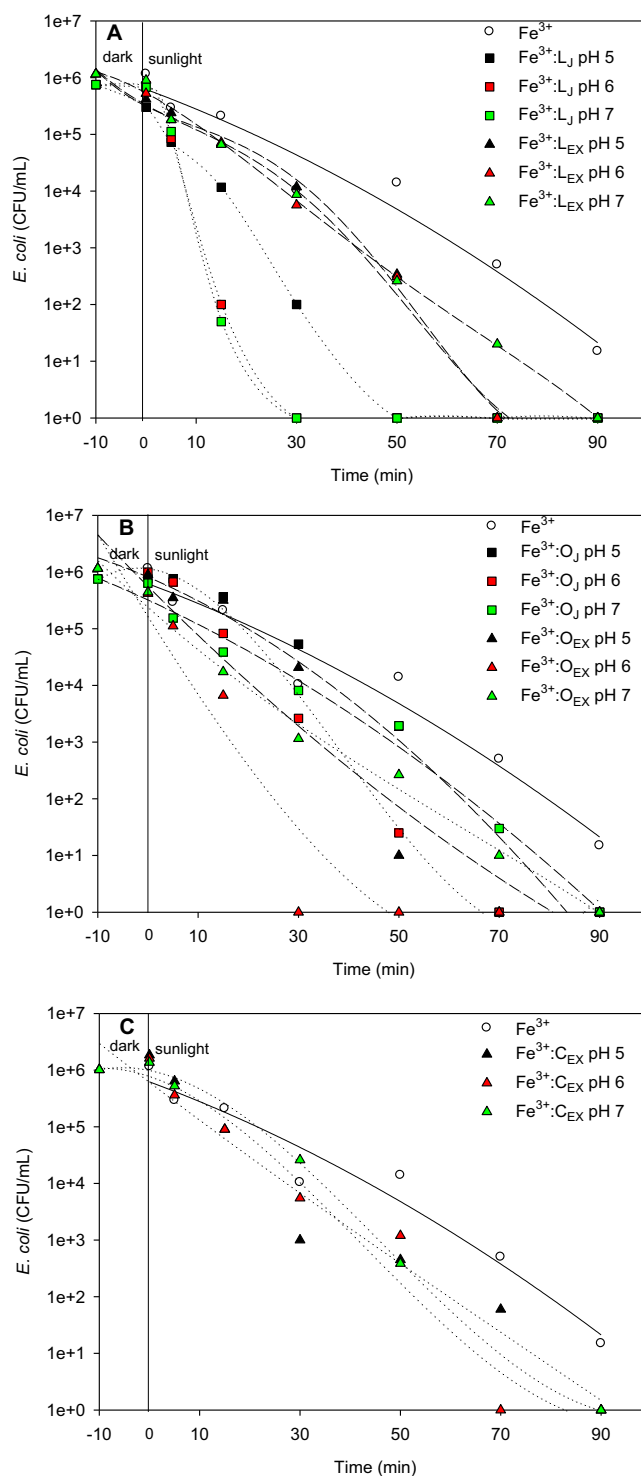 A
dark
sunlight
1e+7
1e+6
1e+5
1e+4
1e+3
1e+2
1e+1
1e+0
E. coli (CFU/mL)
-10 0 10 30 50 70 90
Time (min)
Fe³⁺
Fe³⁺:L_J pH 5
Fe³⁺:L_J pH 6
Fe³⁺:L_J pH 7
Fe³⁺:L_EX pH 5
Fe³⁺:L_EX pH 6
Fe³⁺:L_EX pH 7
B
dark
sunlight
1e+7
1e+6
1e+5
1e+4
1e+3
1e+2
1e+1
1e+0
E. coli (CFU/mL)
-10 0 10 30 50 70 90
Time (min)
Fe³⁺
Fe³⁺:O_J pH 5
Fe³⁺:O_J pH 6
Fe³⁺:O_J pH 7
Fe³⁺:O_EX pH 5
Fe³⁺:O_EX pH 6
Fe³⁺:O_EX pH 7
C
dark
sunlight
1e+7
1e+6
1e+5
1e+4
1e+3
1e+2
1e+1
1e+0
E. coli (CFU/mL)
-10 0 10 30 50 70 90
Time (min)
Fe³⁺
Fe³⁺:C_EX pH 5
Fe³⁺:C_EX pH 6
Fe³⁺:C_EX pH 7